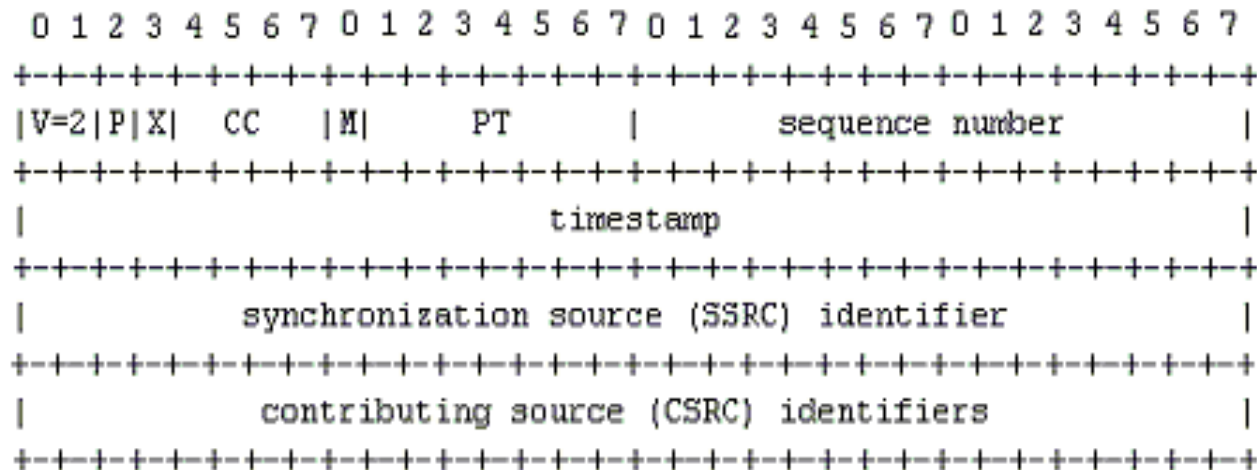 0 1 2 3 4 5 6 7 0 1 2 3 4 5 6 7 0 1 2 3 4 5 6 7 0 1 2 3 4 5 6 7
+-+-+-+-+-+-+-+-+-+-+-+-+-+-+-+-+-+-+-+-+-+-+-+-+-+-+-+-+-+-+-+-+
|V=2|P|X| CC |M| PT | sequence number |
+-+-+-+-+-+-+-+-+-+-+-+-+-+-+-+-+-+-+-+-+-+-+-+-+-+-+-+-+-+-+-+-+
| timestamp |
+-+-+-+-+-+-+-+-+-+-+-+-+-+-+-+-+-+-+-+-+-+-+-+-+-+-+-+-+-+-+-+-+
| synchronization source (SSRC) identifier |
+-+-+-+-+-+-+-+-+-+-+-+-+-+-+-+-+-+-+-+-+-+-+-+-+-+-+-+-+-+-+-+-+
| contributing source (CSRC) identifiers |
+-+-+-+-+-+-+-+-+-+-+-+-+-+-+-+-+-+-+-+-+-+-+-+-+-+-+-+-+-+-+-+-+